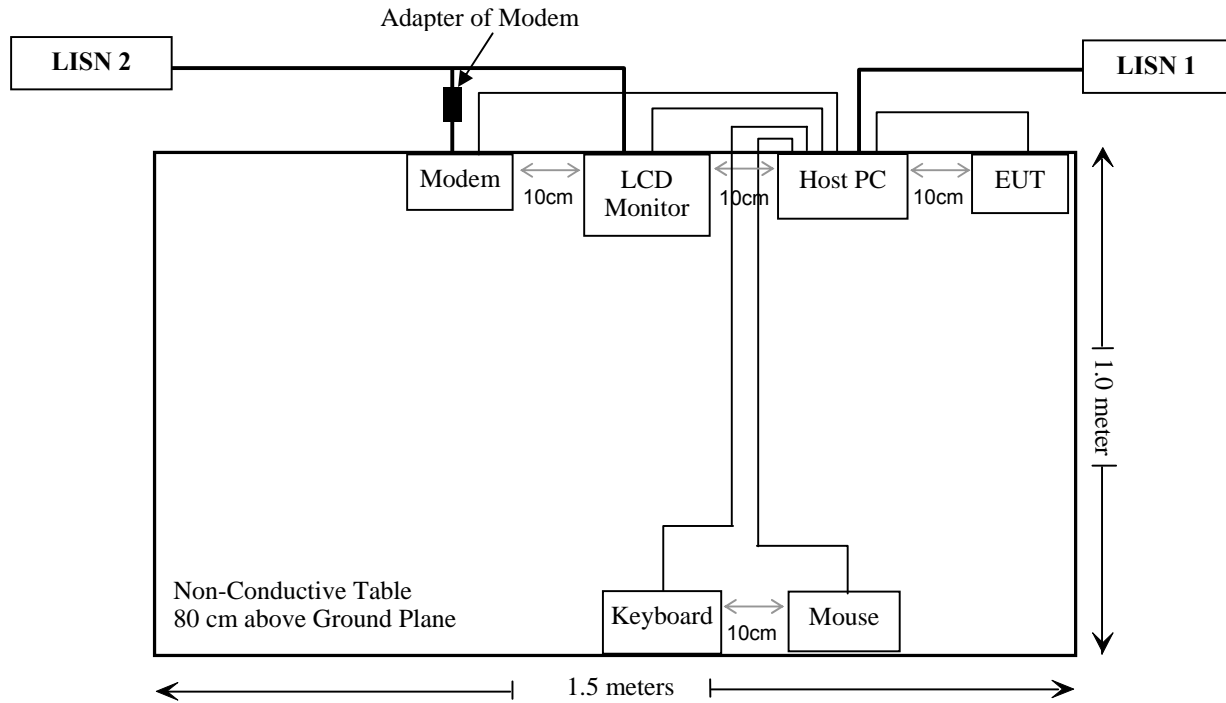 Adapter of Modem
LISN 2
LISN 1
Modem
10cm
LCD
Monitor
10cm
Host PC
10cm
EUT
1.0 meter
Non-Conductive Table
80 cm above Ground Plane
Keyboard
10cm
Mouse
1.5 meters